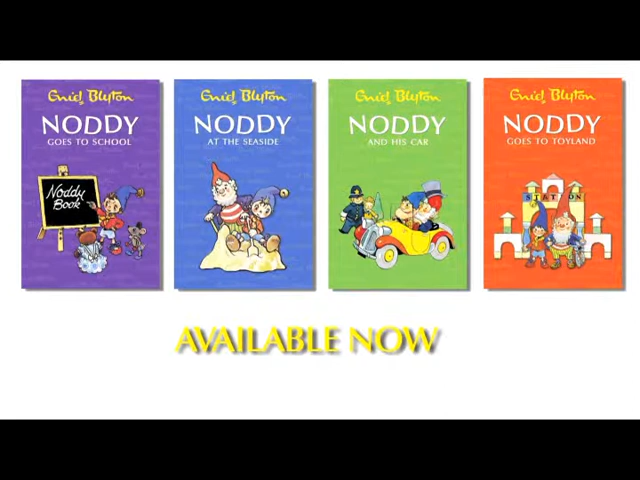 Enid Blyton
NODDY
GOES TO SCHOOL
Noddy
Book
Enid Blyton
NODDY
AT THE SEASIDE
Enid Blyton
NODDY
AND HIS CAR
Enid Blyton
NODDY
GOES TO TOYLAND
STATION
AVAILABLE NOW